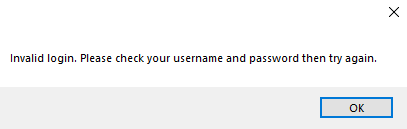 Invalid login. Please check your username and password then try again.
OK